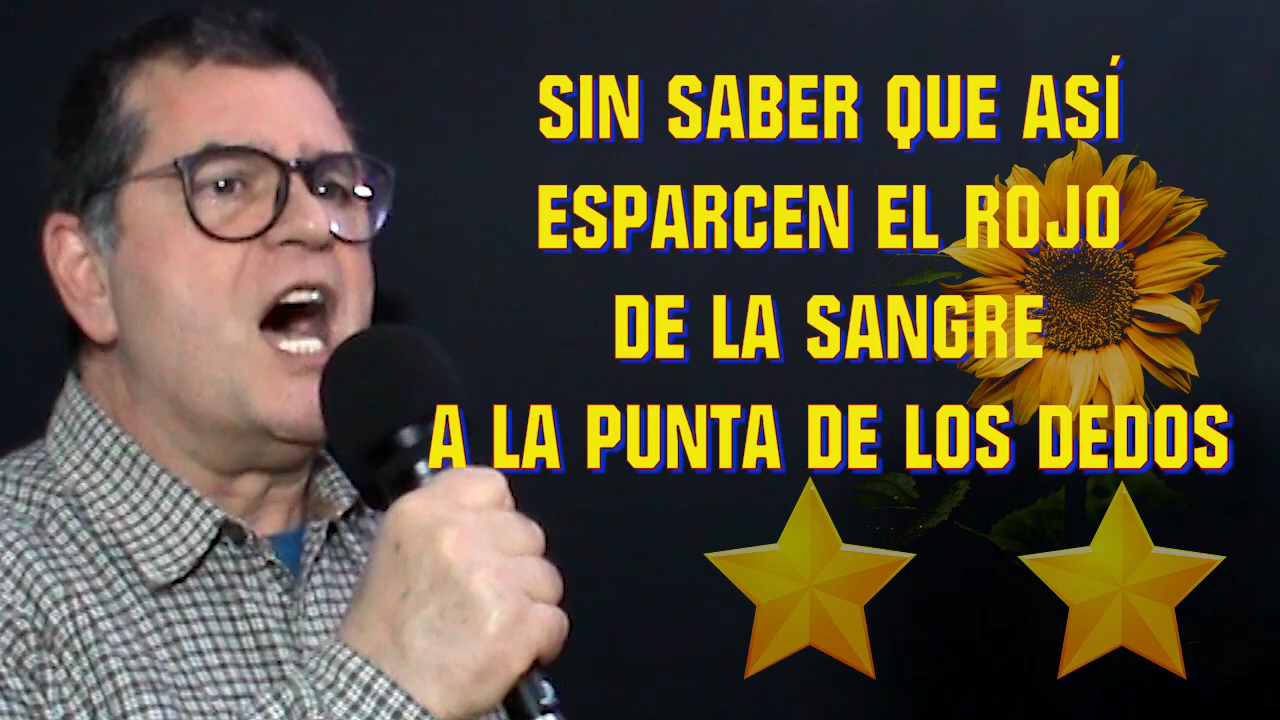 SIN SABER QUE ASÍ
ESPARCEN EL ROJO
DE LA SANGRE
A LA PUNTA DE LOS DEDOS